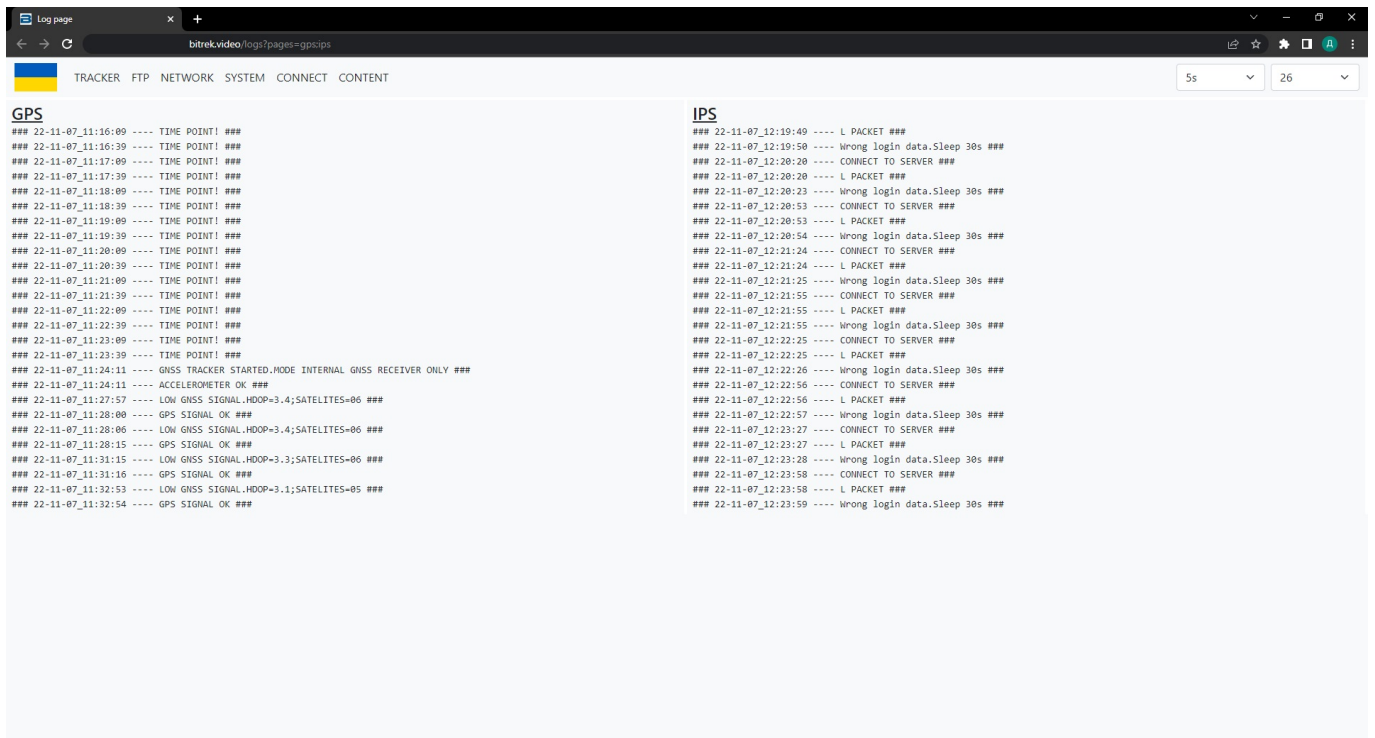 Log page
bitrek.video/logs?pages=gps:ips
Д
TRACKER FTP NETWORK SYSTEM CONNECT CONTENT
5s
26
GPS
### 22-11-07_11:16:09 ---- TIME POINT! ###
### 22-11-07_11:16:39 ---- TIME POINT! ###
### 22-11-07_11:17:09 ---- TIME POINT! ###
### 22-11-07_11:17:39 ---- TIME POINT! ###
### 22-11-07_11:18:09 ---- TIME POINT! ###
### 22-11-07_11:18:39 ---- TIME POINT! ###
### 22-11-07_11:19:09 ---- TIME POINT! ###
### 22-11-07_11:19:39 ---- TIME POINT! ###
### 22-11-07_11:20:09 ---- TIME POINT! ###
### 22-11-07_11:20:39 ---- TIME POINT! ###
### 22-11-07_11:21:09 ---- TIME POINT! ###
### 22-11-07_11:21:39 ---- TIME POINT! ###
### 22-11-07_11:22:09 ---- TIME POINT! ###
### 22-11-07_11:22:39 ---- TIME POINT! ###
### 22-11-07_11:23:09 ---- TIME POINT! ###
### 22-11-07_11:23:39 ---- TIME POINT! ###
### 22-11-07_11:24:11 ---- GNSS TRACKER STARTED.MODE INTERNAL GNSS RECEIVER ONLY ###
### 22-11-07_11:24:11 ---- ACCELEROMETER OK ###
### 22-11-07_11:27:57 ---- LOW GNSS SIGNAL.HDOP=3.4;SATELITES=06 ###
### 22-11-07_11:28:00 ---- GPS SIGNAL OK ###
### 22-11-07_11:28:06 ---- LOW GNSS SIGNAL.HDOP=3.4;SATELITES=06 ###
### 22-11-07_11:28:15 ---- GPS SIGNAL OK ###
### 22-11-07_11:31:15 ---- LOW GNSS SIGNAL.HDOP=3.3;SATELITES=06 ###
### 22-11-07_11:31:16 ---- GPS SIGNAL OK ###
### 22-11-07_11:32:53 ---- LOW GNSS SIGNAL.HDOP=3.1;SATELITES=05 ###
### 22-11-07_11:32:54 ---- GPS SIGNAL OK ###
IPS
### 22-11-07_12:19:49 ---- L PACKET ###
### 22-11-07_12:19:50 ---- Wrong login data.Sleep 30s ###
### 22-11-07_12:20:20 ---- CONNECT TO SERVER ###
### 22-11-07_12:20:20 ---- L PACKET ###
### 22-11-07_12:20:23 ---- Wrong login data.Sleep 30s ###
### 22-11-07_12:20:53 ---- CONNECT TO SERVER ###
### 22-11-07_12:20:53 ---- L PACKET ###
### 22-11-07_12:20:54 ---- Wrong login data.Sleep 30s ###
### 22-11-07_12:21:24 ---- CONNECT TO SERVER ###
### 22-11-07_12:21:24 ---- L PACKET ###
### 22-11-07_12:21:25 ---- Wrong login data.Sleep 30s ###
### 22-11-07_12:21:55 ---- CONNECT TO SERVER ###
### 22-11-07_12:21:55 ---- L PACKET ###
### 22-11-07_12:21:55 ---- Wrong login data.Sleep 30s ###
### 22-11-07_12:22:25 ---- CONNECT TO SERVER ###
### 22-11-07_12:22:25 ---- L PACKET ###
### 22-11-07_12:22:26 ---- Wrong login data.Sleep 30s ###
### 22-11-07_12:22:56 ---- CONNECT TO SERVER ###
### 22-11-07_12:22:56 ---- L PACKET ###
### 22-11-07_12:22:57 ---- Wrong login data.Sleep 30s ###
### 22-11-07_12:23:27 ---- CONNECT TO SERVER ###
### 22-11-07_12:23:27 ---- L PACKET ###
### 22-11-07_12:23:28 ---- Wrong login data.Sleep 30s ###
### 22-11-07_12:23:58 ---- CONNECT TO SERVER ###
### 22-11-07_12:23:58 ---- L PACKET ###
### 22-11-07_12:23:59 ---- Wrong login data.Sleep 30s ###